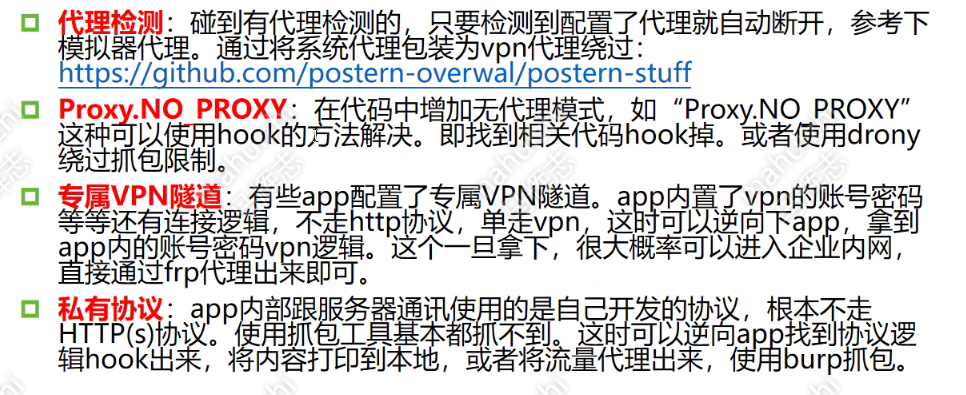 代理检测：碰到有代理检测的，只要检测到配置了代理就自动断开，参考下
模拟器代理。通过将系统代理包装为vpn代理绕过：
https://github.com/postern-overwal/postern-stuff
Proxy.NO_PROXY：在代码中增加无代理模式，如“Proxy.NO_PROXY”
这种可以使用hook的方法解决。即找到相关代码hook掉。或者使用drony
绕过抓包限制。
专属VPN隧道：有些app配置了专属VPN隧道。app内置了vpn的账号密码
等等还有连接逻辑，不走http协议，单走vpn，这时可以逆向下app，拿到
app内的账号密码vpn逻辑。这个一旦拿下，很大概率可以进入企业内网，
直接通过frp代理出来即可。
私有协议：app内部跟服务器通讯使用的是自己开发的协议，根本不走
HTTP(s)协议。使用抓包工具基本都抓不到。这时可以逆向app找到协议逻
辑hook出来，将内容打印到本地，或者将流量代理出来，使用burp抓包。